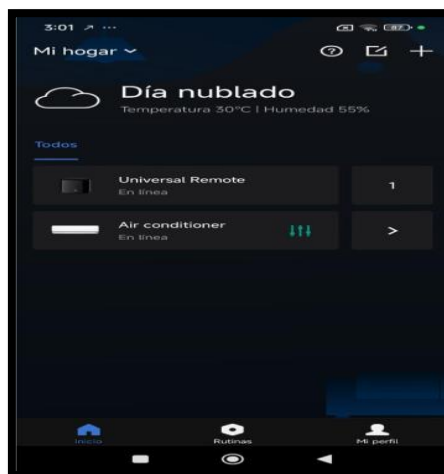 3:01
87
Mi hogar
Día nublado
Temperatura 30°C | Humedad 55%
Todos
Universal Remote
En línea
1
Air conditioner
En línea
Inicio
Rutinas
Mi perfil